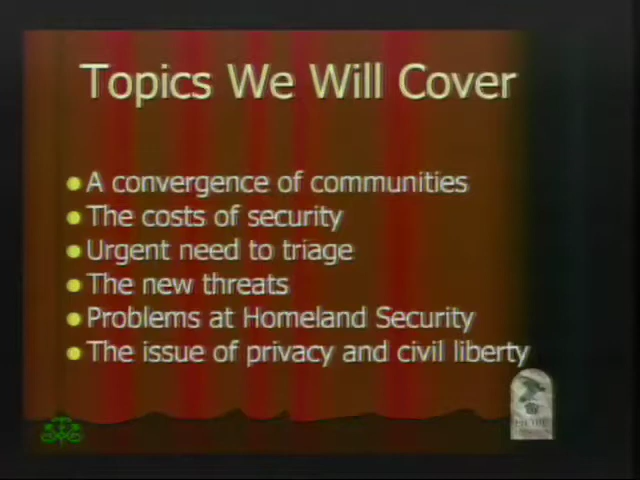 Topics We Will Cover
A convergence of communities
The costs of security
Urgent need to triage
The new threats
Problems at Homeland Security
The issue of privacy and civil liberty